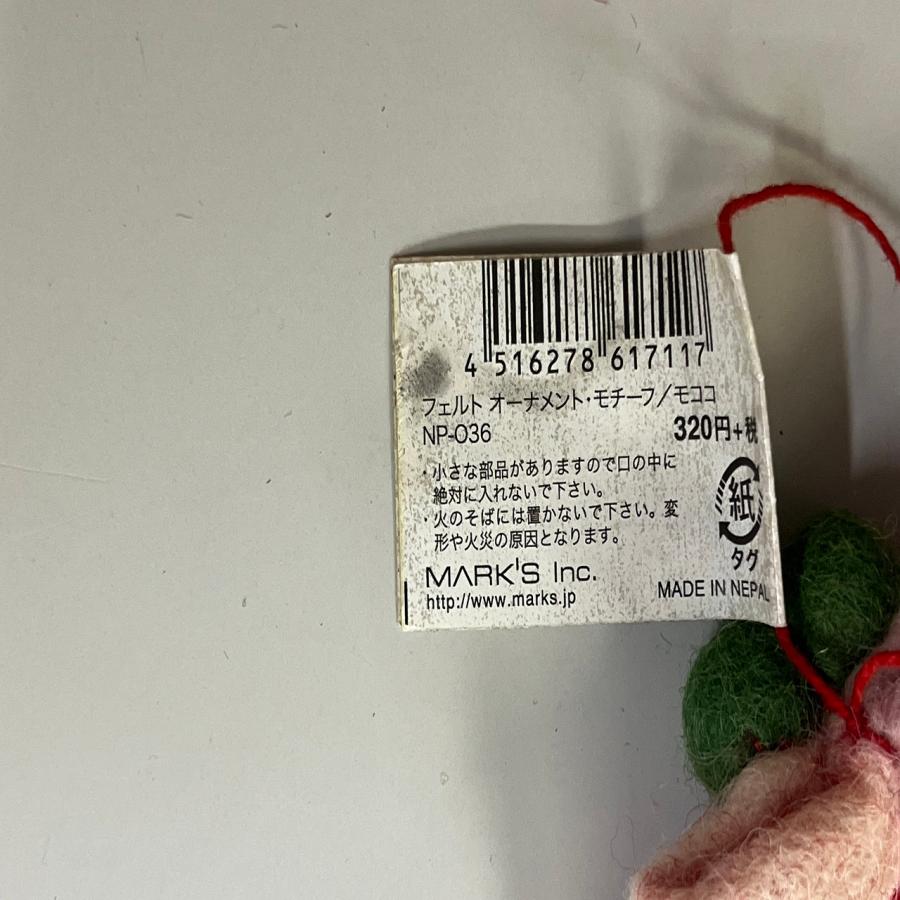 4 516278 617117
フェルト オーナメント・モチーフ/モココ
NP-036
320円+税
・小さな部品がありますので口の中に
絶対に入れないで下さい。
・火のそばには置かないで下さい。変
形や火災の原因となります。
紙
タグ
MARK'S Inc.
http://www.marks.jp
MADE IN NEPAL